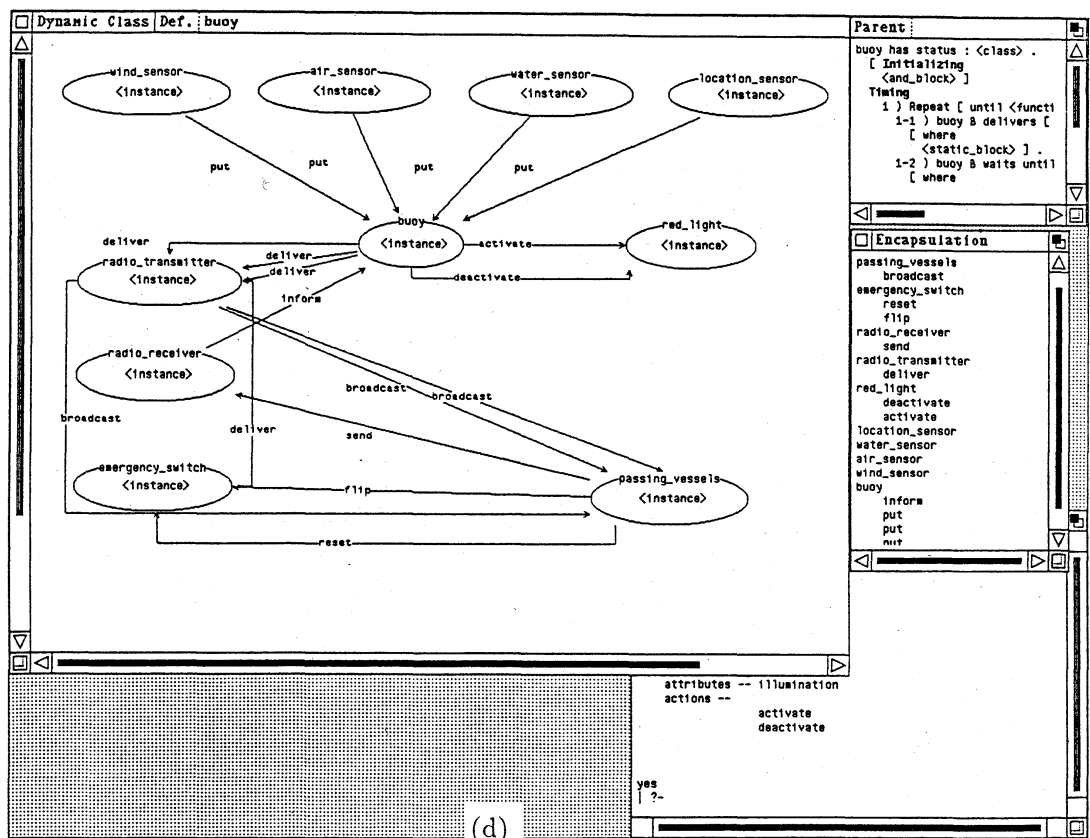 Dynamic Class Def. buoy
wind_sensor
<instance>
air_sensor
<instance>
water_sensor
<instance>
location_sensor
<instance>
put
put
put
put
buoy
<instance>
red_light
<instance>
activate
deactivate
deliver
deliver
deliver
radio_transmitter
<instance>
inform
radio_receiver
<instance>
broadcast
broadcast
broadcast
deliver
send
emergency_switch
<instance>
flip
passing_vessels
<instance>
reset
Parent
buoy has status : <class> .
[ Initializing
<and_block> ]
Timing
1 ) Repeat [ until <functi
1-1 ) buoy & delivers [
[ where
<static_block> ] .
1-2 ) buoy & waits until
[ where
Encapsulation
passing_vessels
broadcast
emergency_switch
reset
flip
radio_receiver
send
radio_transmitter
deliver
red_light
deactivate
activate
location_sensor
water_sensor
air_sensor
wind_sensor
buoy
inform
put
put
put
attributes -- illumination
actions --
activate
deactivate
yes
| ?-
(d)